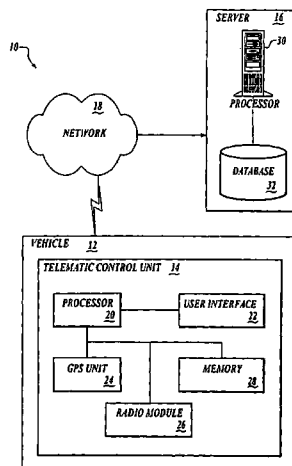 10
SERVER 16
30
PROCESSOR
DATABASE
32
18
NETWORK
VEHICLE 12
TELEMATIC CONTROL UNIT 14
PROCESSOR
20
USER INTERFACE
22
GPS UNIT
24
MEMORY
28
RADIO MODULE
26